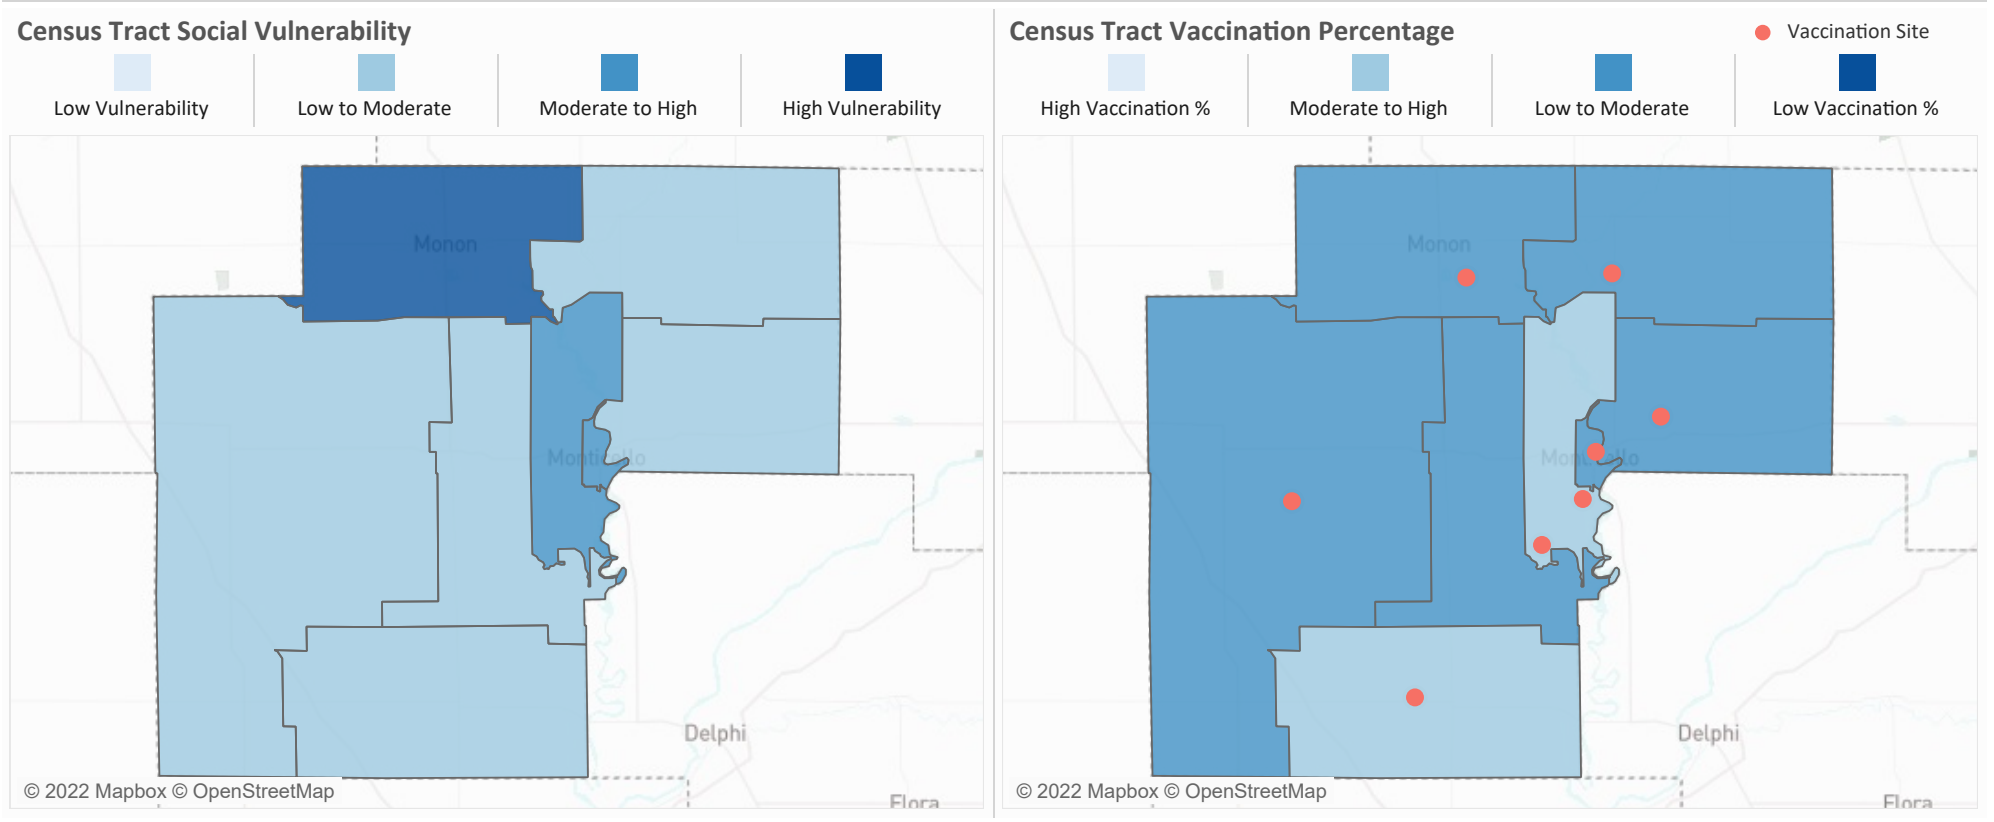 Census Tract Social Vulnerability
Low Vulnerability
Low to Moderate
Moderate to High
High Vulnerability
Monon
Monticello
Delphi
Flora
© 2022 Mapbox © OpenStreetMap
Census Tract Vaccination Percentage
Vaccination Site
High Vaccination %
Moderate to High
Low to Moderate
Low Vaccination %
Monon
Monticello
Delphi
Flora
© 2022 Mapbox © OpenStreetMap